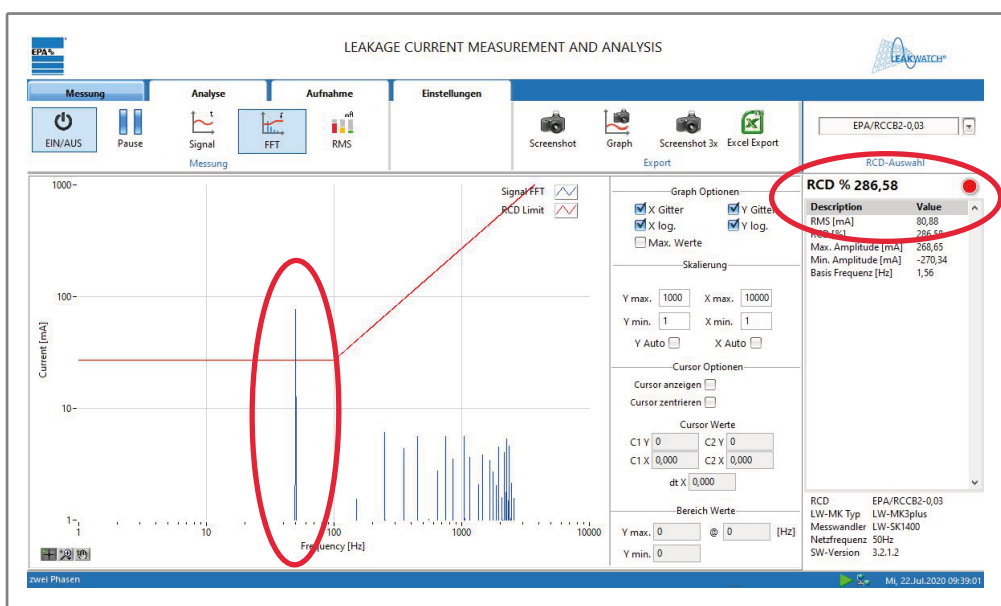 EPA
LEAKAGE CURRENT MEASUREMENT AND ANALYSIS
LEAKWATCH®
Messung Analyse Aufnahme Einstellungen
EIN/AUS Pause Signal FFT RMS
Messung
Screenshot Graph Screenshot 3x Excel Export
Export
EPA/RCCB2-0,03
RCD-Auswahl
Signal FFT
RCD Limit
Current [mA]
1000
100
10
1
1 10 100 1000 10000
Frequency [Hz]
Graph Optionen
X Gitter Y Gitter
X log. Y log.
Max. Werte
Skalierung
Y max. 1000 X max. 10000
Y min. 1 X min. 1
Y Auto X Auto
Cursor Optionen
Cursor anzeigen
Cursor zentrieren
Cursor Werte
C1 Y 0 C2 Y 0
C1 X 0,000 C2 X 0,000
dt X 0,000
Bereich Werte
Y max. 0 @ 0 [Hz]
Y min. 0
RCD % 286,58
Description Value
RMS [mA] 80,88
RCD [%] 286,58
Max. Amplitude [mA] 268,65
Min. Amplitude [mA] -270,34
Basis Frequenz [Hz] 1,56
RCD EPA/RCCB2-0,03
LW-MK Typ LW-MK3plus
Messwandler LW-SK1400
Netzfrequenz 50Hz
SW-Version 3.2.1.2
zwei Phasen
Mi, 22.Jul.2020 09:39:01